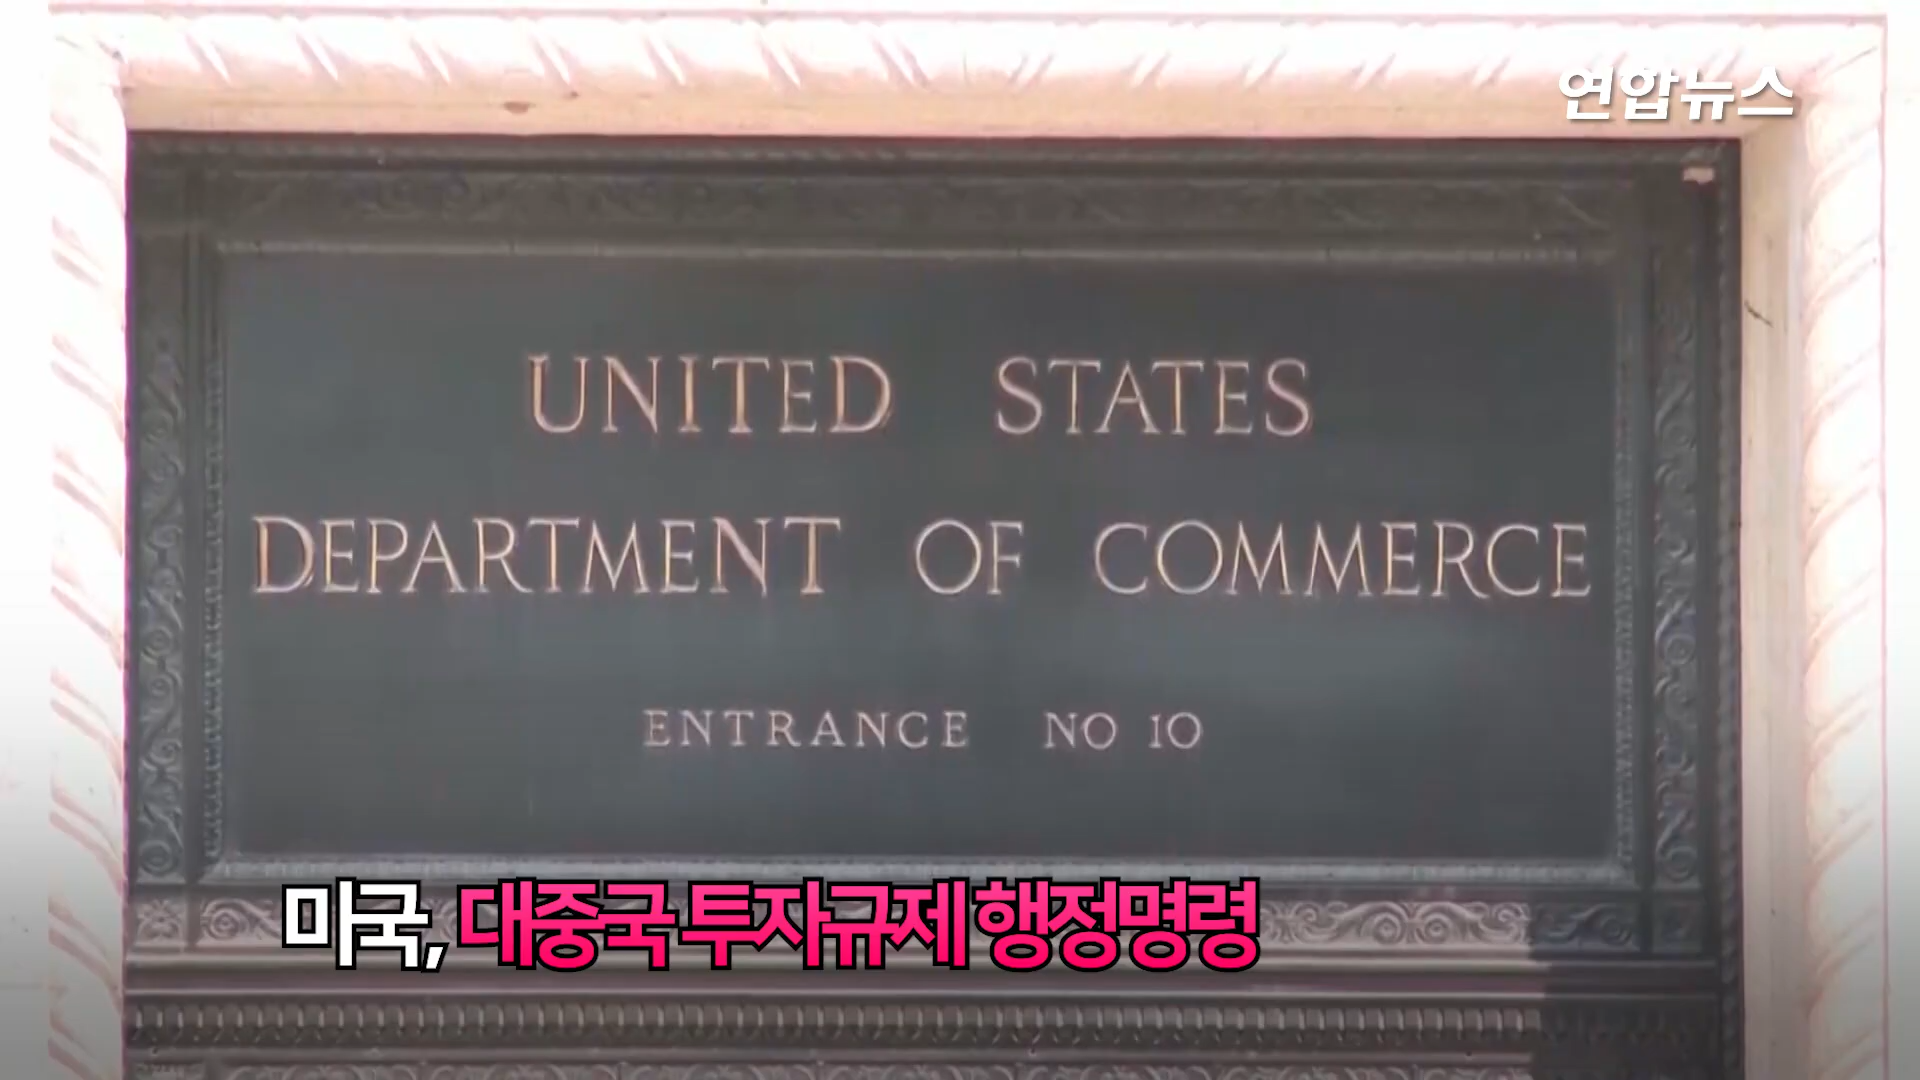 연합뉴스
UNITED STATES
DEPARTMENT OF COMMERCE
ENTRANCE NO 10
미국, 대중국 투자규제 행정명령